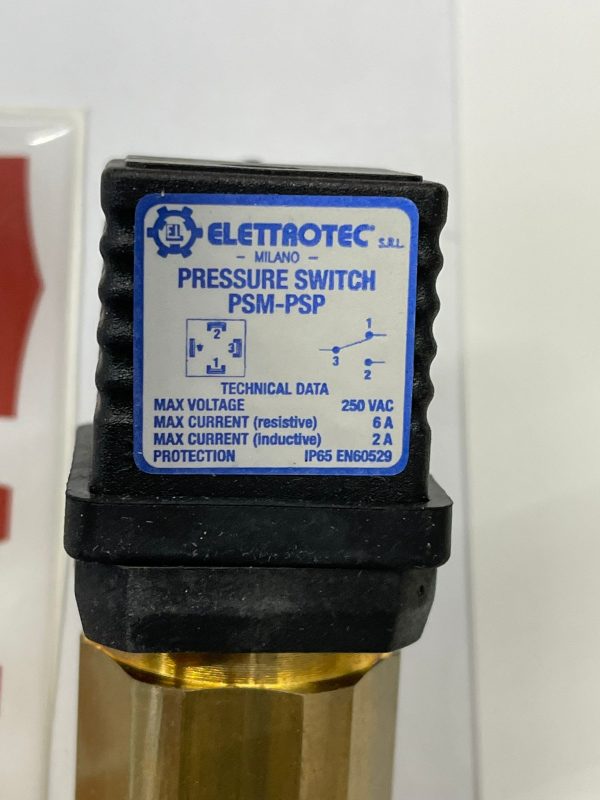 EL
ELETTROTEC S.R.L.
- MILANO -
PRESSURE SWITCH
PSM-PSP
2
3
1
1
3
2
TECHNICAL DATA
MAX VOLTAGE 250 VAC
MAX CURRENT (resistive) 6 A
MAX CURRENT (inductive) 2 A
PROTECTION IP65 EN60529